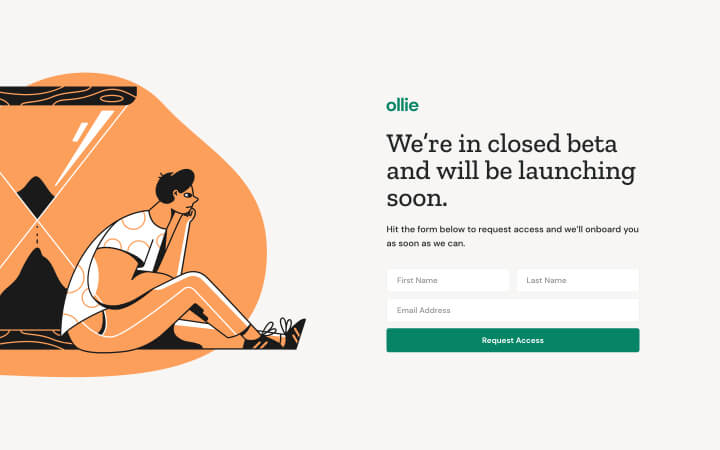 ollie
We’re in closed beta
and will be launching
soon.
Hit the form below to request access and we’ll onboard you
as soon as we can.
First Name
Last Name
Email Address
Request Access